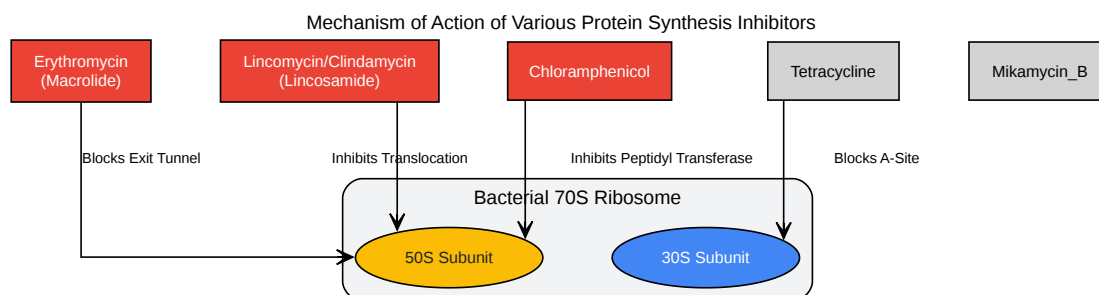 Mechanism of Action of Various Protein Synthesis Inhibitors
Erythromycin
(Macrolide)
Lincomycin/Clindamycin
(Lincosamide)
Chloramphenicol
Tetracycline
Mikamycin_B
Blocks Exit Tunnel
Inhibits Translocation
Inhibits Peptidyl Transferase
Blocks A-Site
Bacterial 70S Ribosome
50S Subunit
30S Subunit